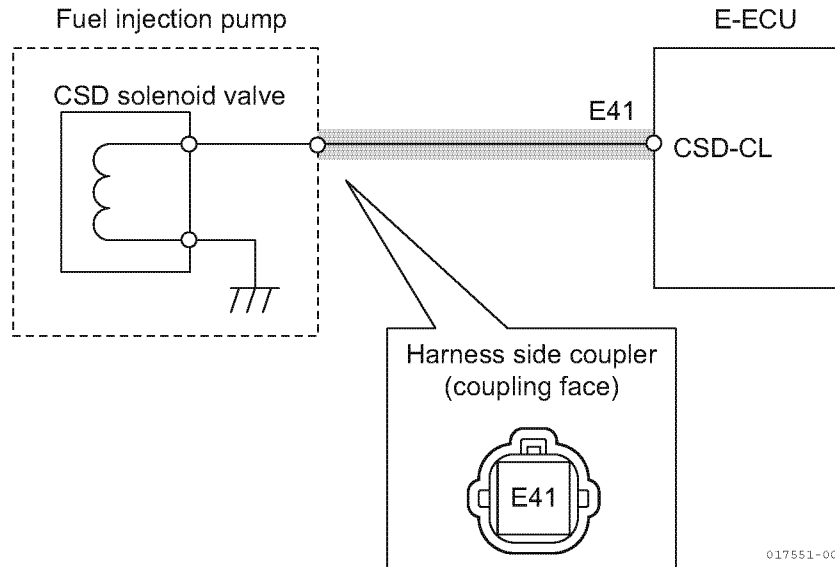 Fuel injection pump
E-ECU
CSD solenoid valve
E41
CSD-CL
Harness side coupler
(coupling face)
E41